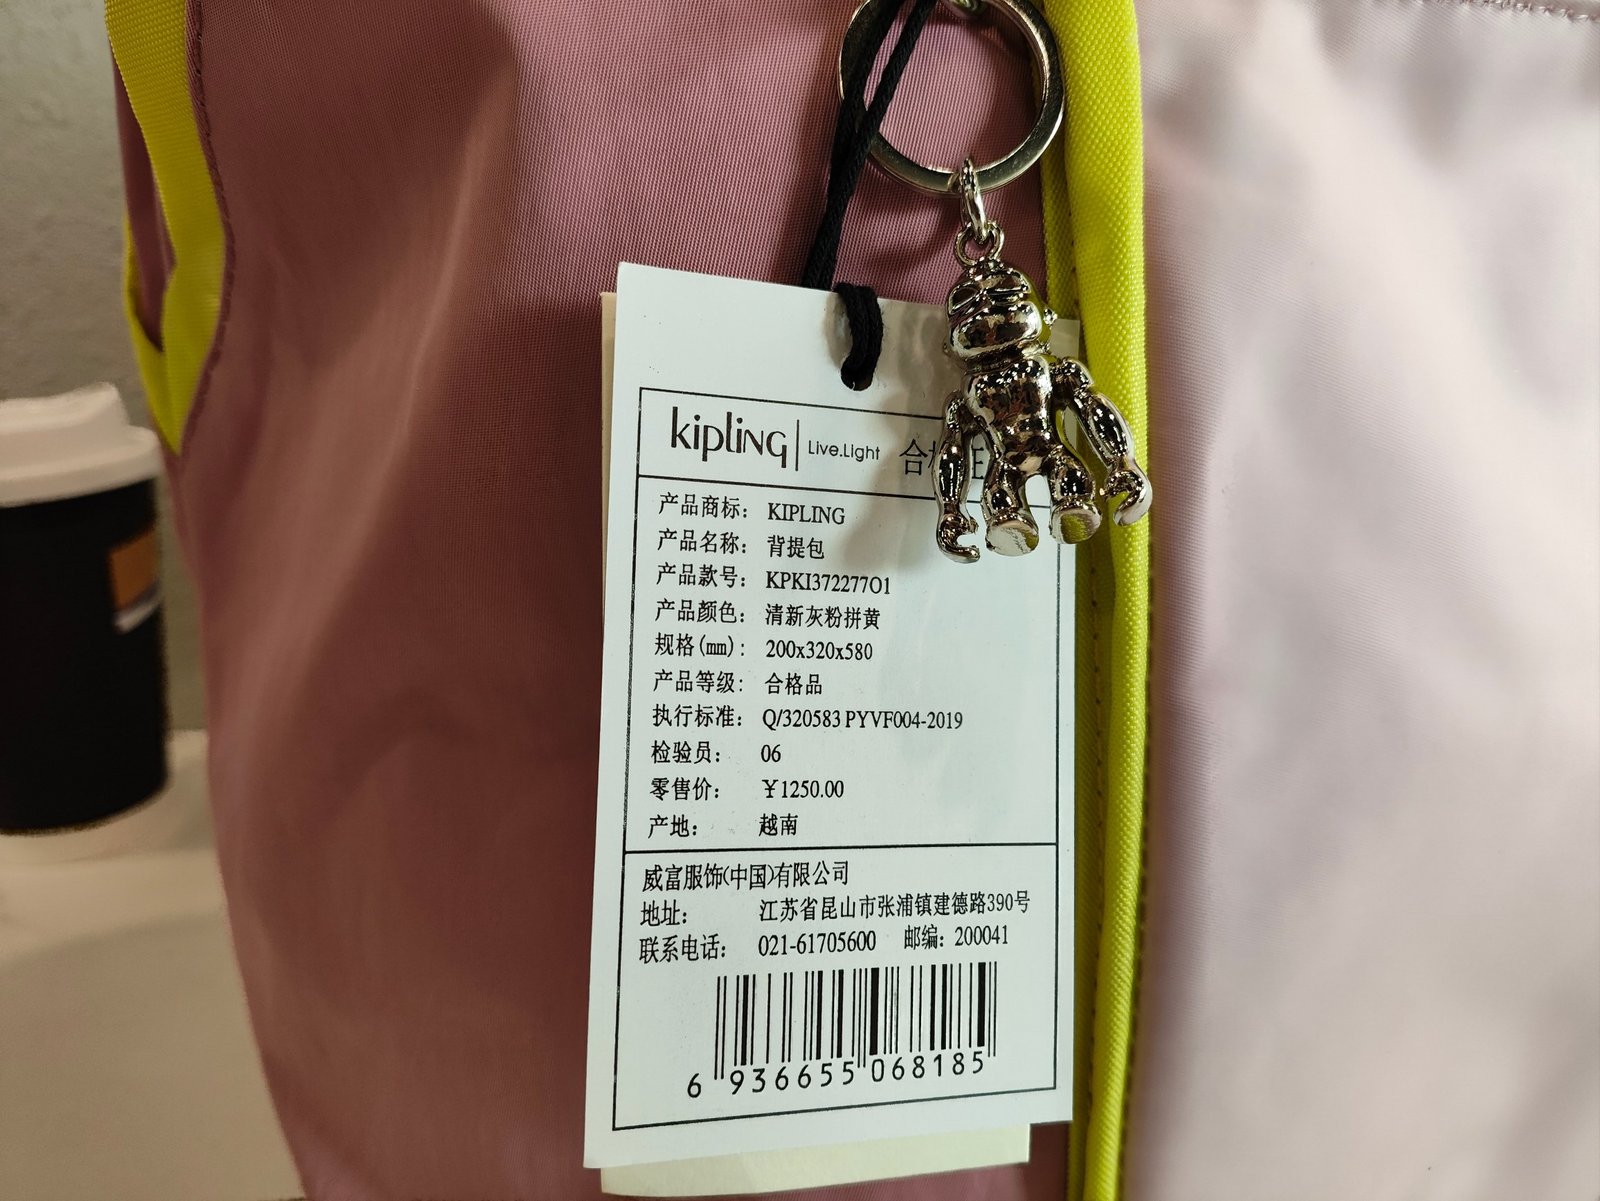 kipling Live.Light 合
产品商标： KIPLING
产品名称： 背提包
产品款号： KPKI37227701
产品颜色： 清新灰粉拼黄
规格(mm)： 200x320x580
产品等级： 合格品
执行标准： Q/320583 PYVF004-2019
检验员： 06
零售价： ￥1250.00
产地： 越南
威富服饰(中国)有限公司
地址： 江苏省昆山市张浦镇建德路390号
联系电话： 021-61705600 邮编：200041
6 936655 068185